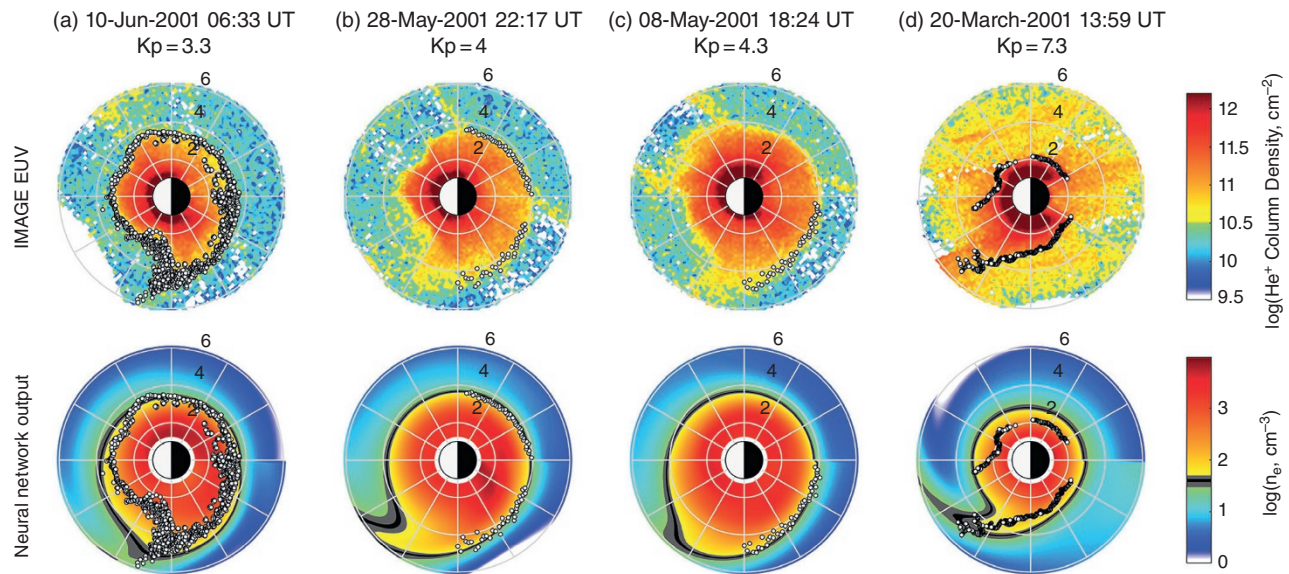 (a) 10-Jun-2001 06:33 UT
Kp = 3.3
(b) 28-May-2001 22:17 UT
Kp = 4
(c) 08-May-2001 18:24 UT
Kp = 4.3
(d) 20-March-2001 13:59 UT
Kp = 7.3
IMAGE EUV
6
4
2
6
4
2
6
4
2
6
4
2
12
11.5
11
10.5
10
9.5
log(He⁺ Column Density, cm⁻²)
Neural network output
6
4
2
6
4
2
6
4
2
6
4
2
3
2
1
0
log(nₑ, cm⁻³)